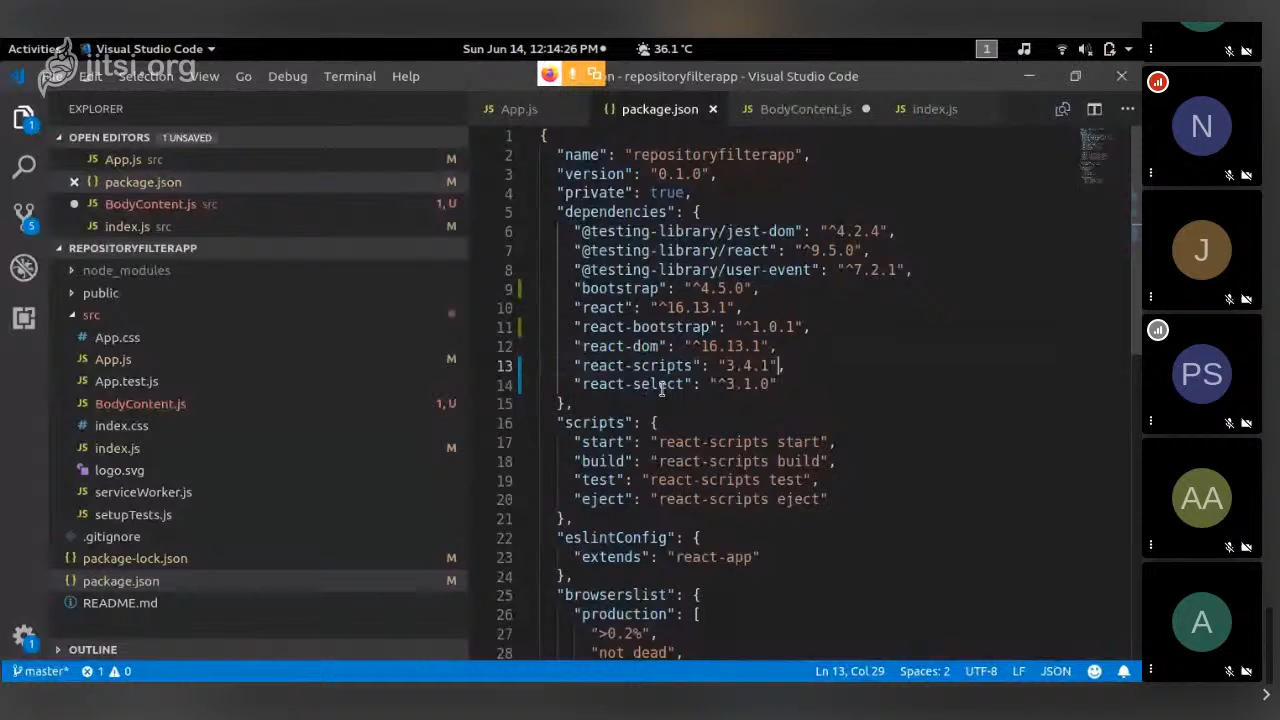 Activities
Visual Studio Code
Sun Jun 14, 12:14:26 PM
36.1 °C
1
jitsi.org
File Edit Selection View Go Debug Terminal Help
on - repositoryfilterapp - Visual Studio Code
EXPLORER
OPEN EDITORS 1 UNSAVED
JS App.js src M
{ } package.json M
JS BodyContent.js src 1, U
JS index.js src M
REPOSITORYFILTERAPP
node_modules
public
src
App.css
JS App.js M
JS App.test.js
JS BodyContent.js 1, U
index.css
JS index.js M
logo.svg
JS serviceWorker.js
JS setupTests.js
.gitignore
{ } package-lock.json M
{ } package.json M
README.md
OUTLINE
1
5
1
JS App.js
{ } package.json
JS BodyContent.js
JS index.js
1 {
2 "name": "repositoryfilterapp",
3 "version": "0.1.0",
4 "private": true,
5 "dependencies": {
6 "@testing-library/jest-dom": "^4.2.4",
7 "@testing-library/react": "^9.5.0",
8 "@testing-library/user-event": "^7.2.1",
9 "bootstrap": "^4.5.0",
10 "react": "^16.13.1",
11 "react-bootstrap": "^1.0.1",
12 "react-dom": "^16.13.1",
13 "react-scripts": "3.4.1",
14 "react-select": "^3.1.0"
15 },
16 "scripts": {
17 "start": "react-scripts start",
18 "build": "react-scripts build",
19 "test": "react-scripts test",
20 "eject": "react-scripts eject"
21 },
22 "eslintConfig": {
23 "extends": "react-app"
24 },
25 "browserslist": {
26 "production": [
27 ">0.2%",
28 "not dead",
master* 1 0
Ln 13, Col 29 Spaces: 2 UTF-8 LF JSON
N
J
PS
AA
A